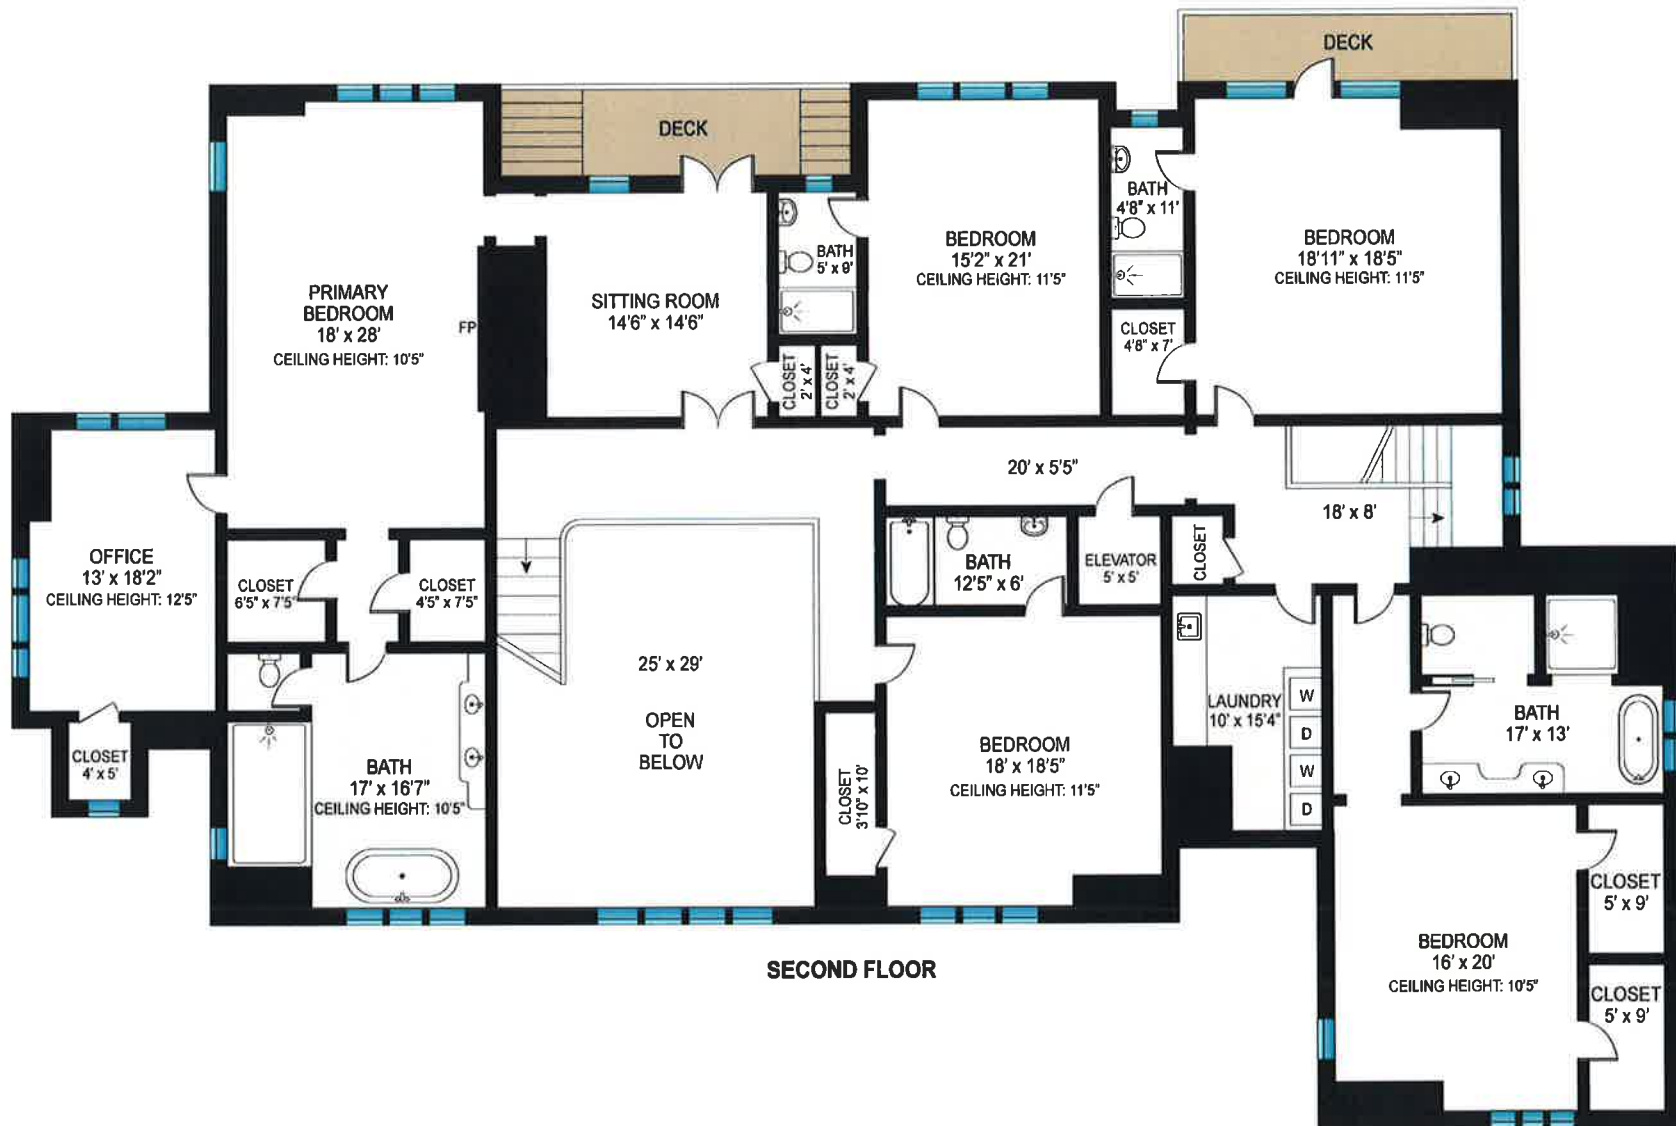 DECK
DECK
PRIMARY
BEDROOM
18' x 28'
CEILING HEIGHT: 10'5"
FP
SITTING ROOM
14'6" x 14'6"
BATH
5' x 9'
CLOSET
2' x 4'
CLOSET
2' x 4'
BEDROOM
15'2" x 21'
CEILING HEIGHT: 11'5"
BATH
4'8" x 11'
CLOSET
4'8" x 7'
BEDROOM
18'11" x 18'5"
CEILING HEIGHT: 11'5"
20' x 5'5"
18' x 8'
OFFICE
13' x 18'2"
CEILING HEIGHT: 12'5"
CLOSET
6'5" x 7'5"
CLOSET
4'5" x 7'5"
BATH
12'5" x 6'
ELEVATOR
5' x 5'
CLOSET
25' x 29'
OPEN
TO
BELOW
CLOSET
4' x 5'
BATH
17' x 16'7"
CEILING HEIGHT: 10'5"
CLOSET
3'10" x 10'
BEDROOM
18' x 18'5"
CEILING HEIGHT: 11'5"
LAUNDRY
10' x 15'4"
W
D
W
D
BATH
17' x 13'
BEDROOM
16' x 20'
CEILING HEIGHT: 10'5"
CLOSET
5' x 9'
CLOSET
5' x 9'
SECOND FLOOR